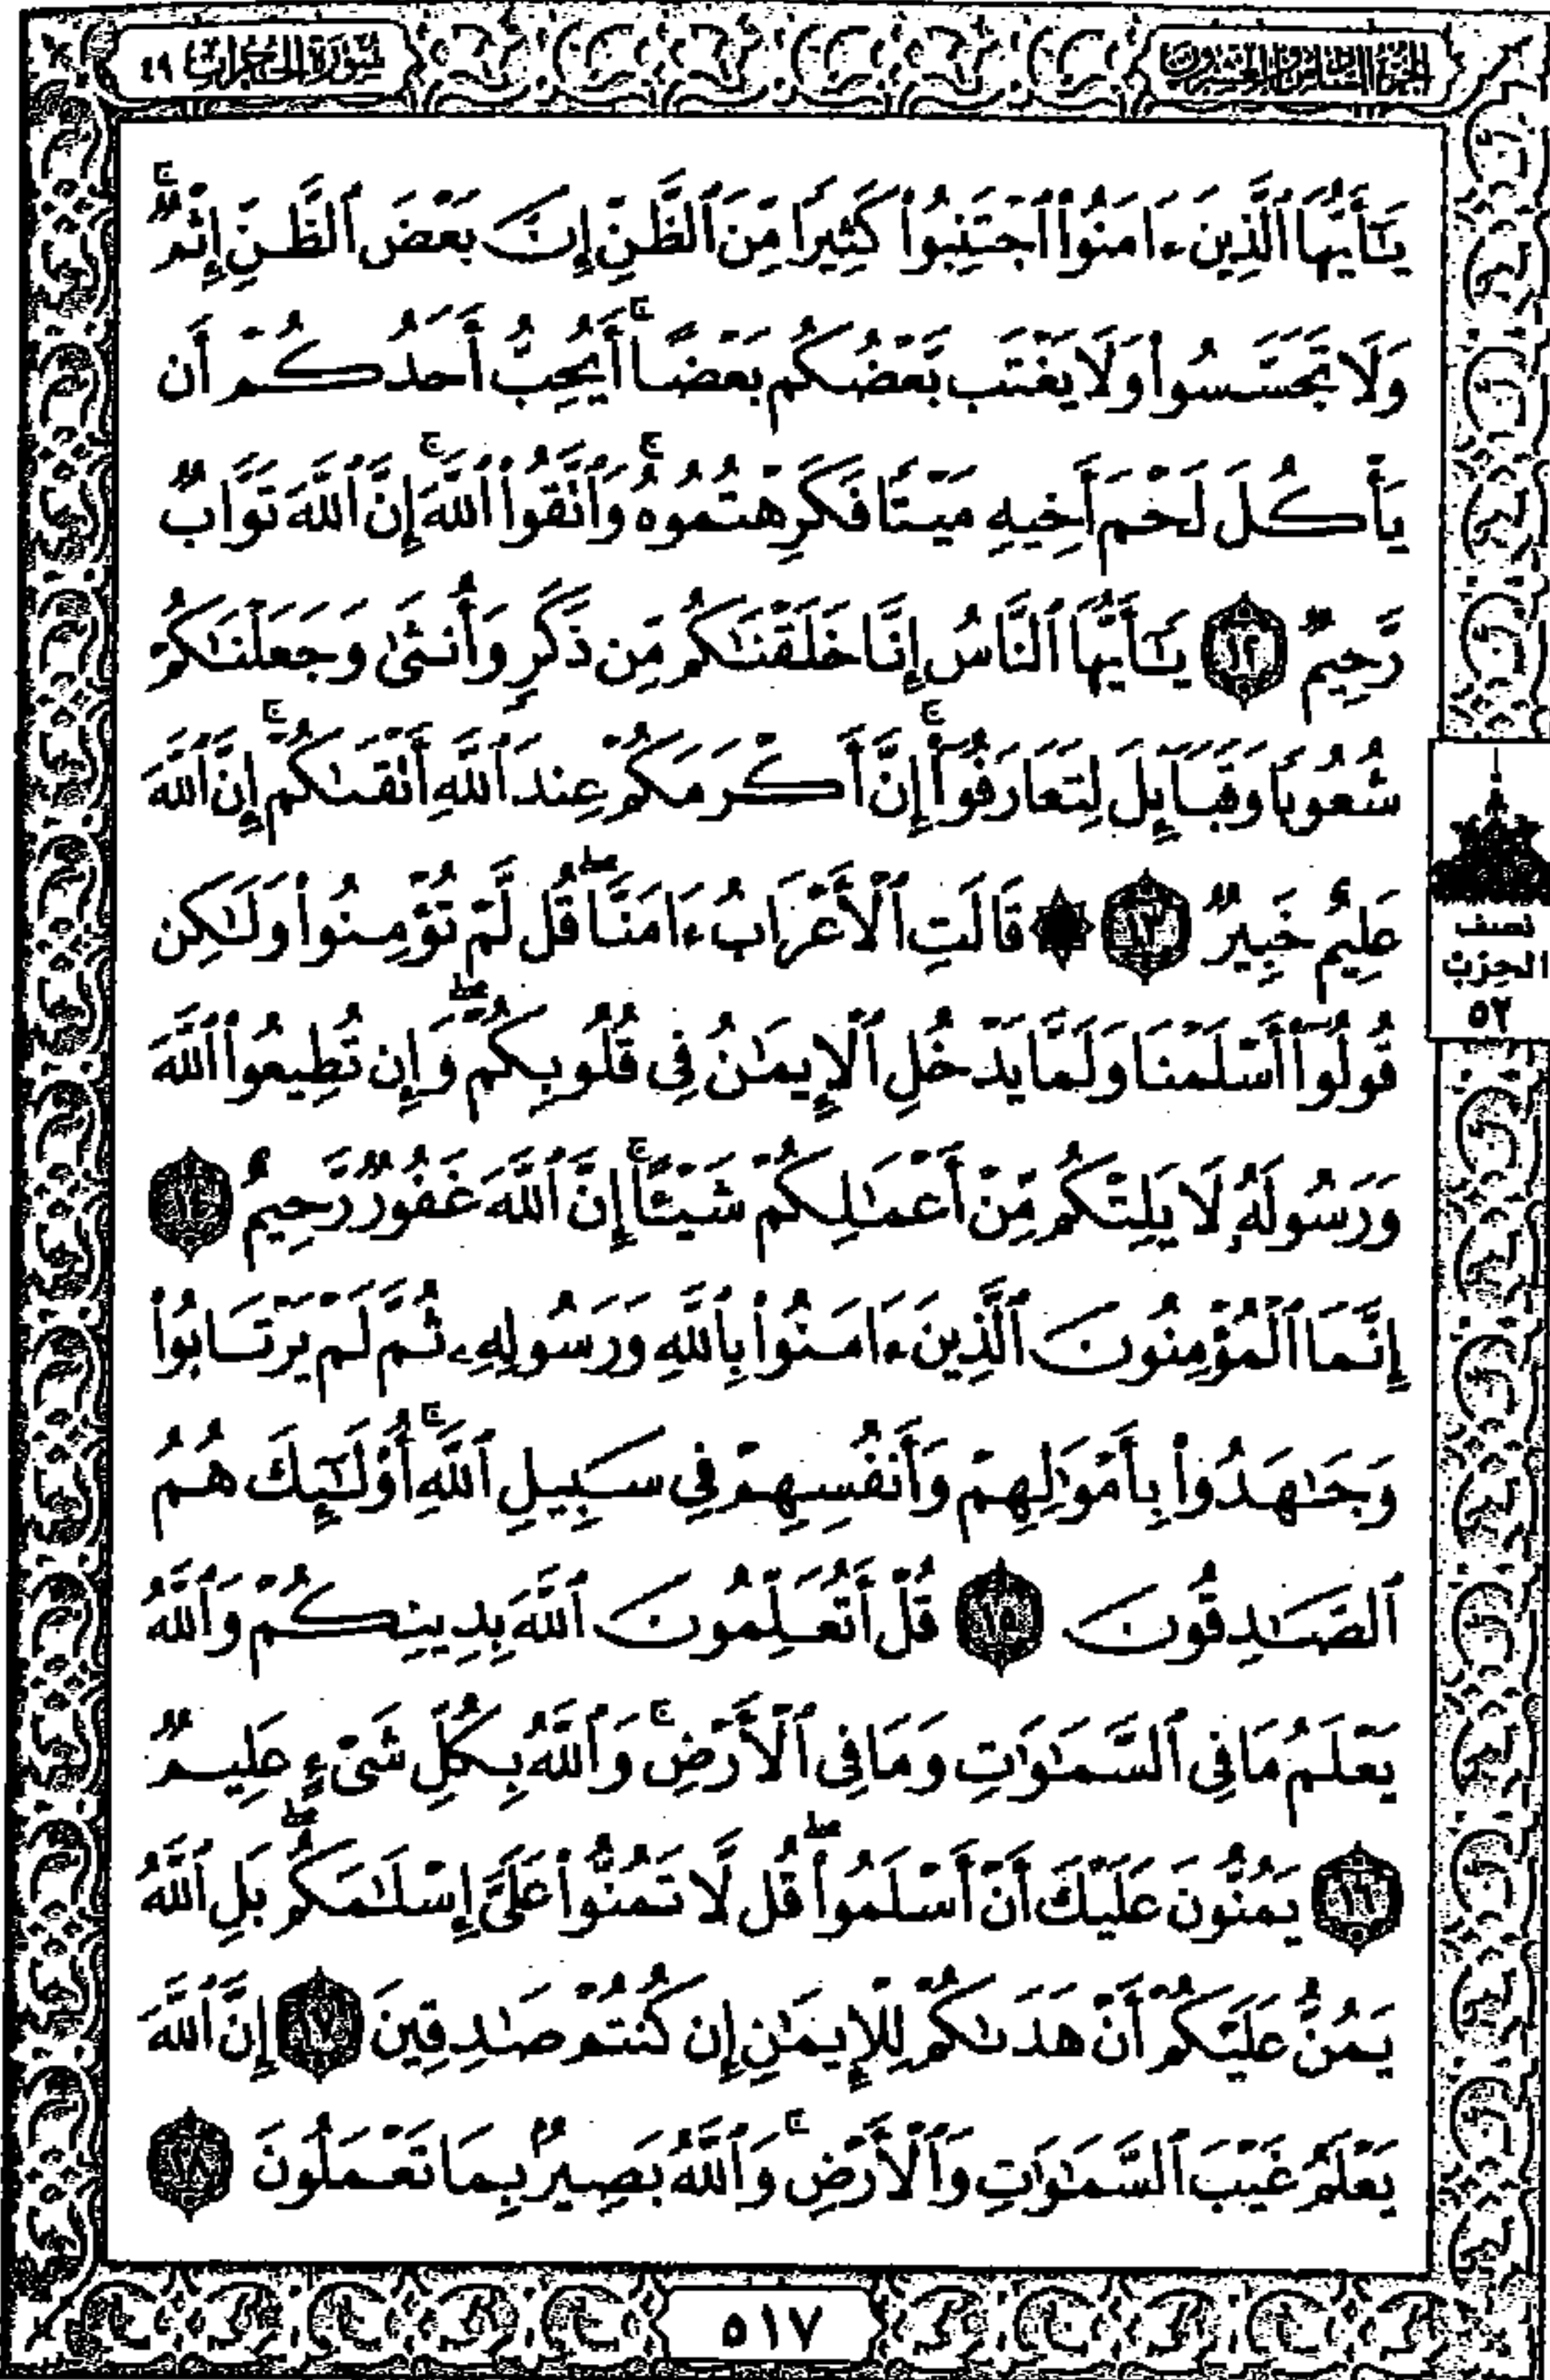 الجزء السادس والعشرون
سورة الحجرات ٤٩
يَٰٓأَيُّهَا ٱلَّذِينَ ءَامَنُوا۟ ٱجْتَنِبُوا۟ كَثِيرًا مِّنَ ٱلظَّنِّ إِنَّ بَعْضَ ٱلظَّنِّ إِثْمٌ ۖ
وَلَا تَجَسَّسُوا۟ وَلَا يَغْتَب بَّعْضُكُم بَعْضًا ۚ أَيُحِبُّ أَحَدُكُمْ أَن
يَأْكُلَ لَحْمَ أَخِيهِ مَيْتًا فَكَرِهْتُمُوهُ ۚ وَٱتَّقُوا۟ ٱللَّهَ ۚ إِنَّ ٱللَّهَ تَوَّابٌ
رَّحِيمٌ ١٢ يَٰٓأَيُّهَا ٱلنَّاسُ إِنَّا خَلَقْنَٰكُم مِّن ذَكَرٍ وَأُنثَىٰ وَجَعَلْنَٰكُمْ
شُعُوبًا وَقَبَآئِلَ لِتَعَارَفُوٓا۟ ۚ إِنَّ أَكْرَمَكُمْ عِندَ ٱللَّهِ أَتْقَىٰكُمْ ۚ إِنَّ ٱللَّهَ
عَلِيمٌ خَبِيرٌ ١٣ ۞ قَالَتِ ٱلْأَعْرَابُ ءَامَنَّا ۖ قُل لَّمْ تُؤْمِنُوا۟ وَلَٰكِن
قُولُوٓا۟ أَسْلَمْنَا وَلَمَّا يَدْخُلِ ٱلْإِيمَٰنُ فِى قُلُوبِكُمْ ۖ وَإِن تُطِيعُوا۟ ٱللَّهَ
وَرَسُولَهُۥ لَا يَلِتْكُم مِّنْ أَعْمَٰلِكُمْ شَيْـًٔا ۚ إِنَّ ٱللَّهَ غَفُورٌ رَّحِيمٌ ١٤
إِنَّمَا ٱلْمُؤْمِنُونَ ٱلَّذِينَ ءَامَنُوا۟ بِٱللَّهِ وَرَسُولِهِۦ ثُمَّ لَمْ يَرْتَابُوا۟
وَجَٰهَدُوا۟ بِأَمْوَٰلِهِمْ وَأَنفُسِهِمْ فِى سَبِيلِ ٱللَّهِ ۚ أُو۟لَٰٓئِكَ هُمُ
ٱلصَّٰدِقُونَ ١٥ قُلْ أَتُعَلِّمُونَ ٱللَّهَ بِدِينِكُمْ وَٱللَّهُ
يَعْلَمُ مَا فِى ٱلسَّمَٰوَٰتِ وَمَا فِى ٱلْأَرْضِ ۚ وَٱللَّهُ بِكُلِّ شَىْءٍ عَلِيمٌ
١٦ يَمُنُّونَ عَلَيْكَ أَنْ أَسْلَمُوا۟ ۖ قُل لَّا تَمُنُّوا۟ عَلَىَّ إِسْلَٰمَكُم ۖ بَلِ ٱللَّهُ
يَمُنُّ عَلَيْكُمْ أَنْ هَدَىٰكُمْ لِلْإِيمَٰنِ إِن كُنتُمْ صَٰدِقِينَ ١٧ إِنَّ ٱللَّهَ
يَعْلَمُ غَيْبَ ٱلسَّمَٰوَٰتِ وَٱلْأَرْضِ ۚ وَٱللَّهُ بَصِيرٌۢ بِمَا تَعْمَلُونَ ١٨
نصف
الحزب
٥٢
٥١٧